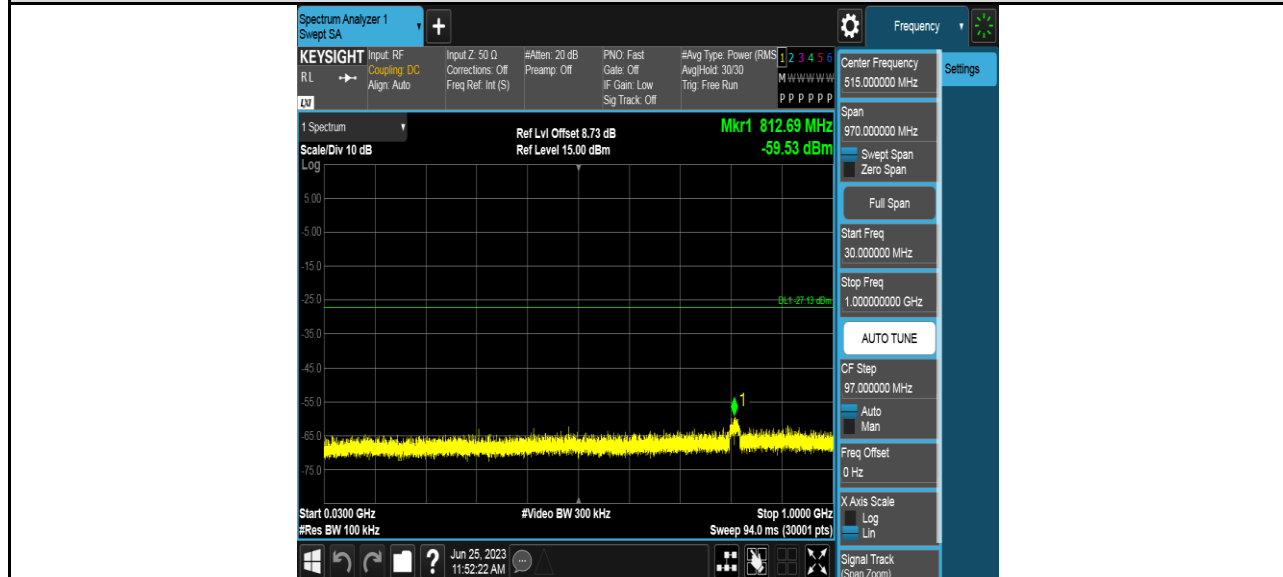 Spectrum Analyzer 1
Swept SA
+
Frequency
KEYSIGHT
RL
LXI
Input: RF
Coupling: DC
Align: Auto
Input Z: 50 Ω
Corrections: Off
Freq Ref: Int (S)
#Atten: 20 dB
Preamp: Off
PNO: Fast
Gate: Off
IF Gain: Low
Sig Track: Off
#Avg Type: Power (RMS
Avg|Hold: 30/30
Trig: Free Run
1 2 3 4 5 6
M W W W W W
P P P P P P
Center Frequency
515.000000 MHz
Settings
1 Spectrum
Scale/Div 10 dB
Log
Ref Lvl Offset 8.73 dB
Ref Level 15.00 dBm
Mkr1 812.69 MHz
-59.53 dBm
Span
970.000000 MHz
Swept Span
Zero Span
Full Span
Start Freq
30.000000 MHz
Stop Freq
1.000000000 GHz
AUTO TUNE
CF Step
97.000000 MHz
Auto
Man
Freq Offset
0 Hz
X Axis Scale
Log
Lin
Signal Track
(Span Zoom)
5.00
-5.00
-15.0
-25.0
DL1 -27.13 dBm
-35.0
-45.0
-55.0
1
-65.0
-75.0
Start 0.0300 GHz
#Video BW 300 kHz
Stop 1.0000 GHz
#Res BW 100 kHz
Sweep 94.0 ms (30001 pts)
?
Jun 25, 2023
11:52:22 AM